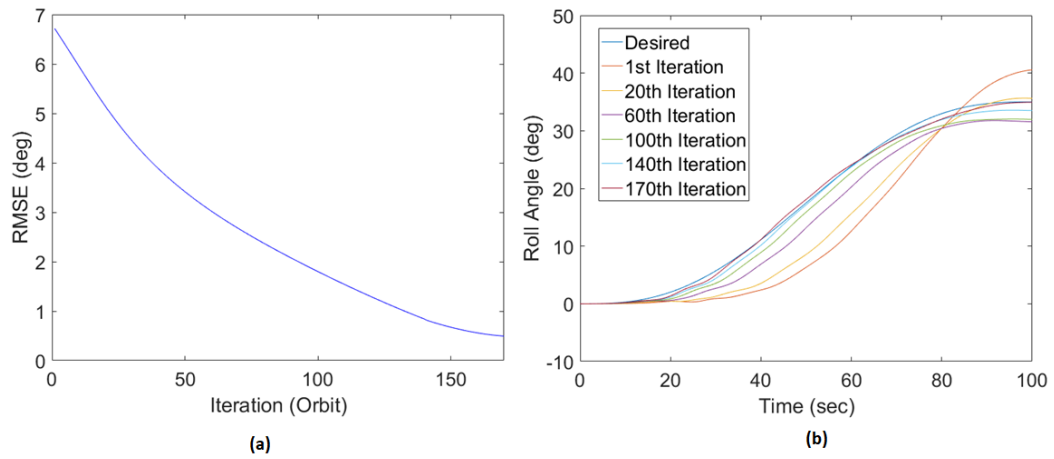 7
6
5
4
3
2
1
0
RMSE (deg)
0 50 100 150
Iteration (Orbit)
(a)
50
40
30
20
10
0
-10
Roll Angle (deg)
Desired
1st Iteration
20th Iteration
60th Iteration
100th Iteration
140th Iteration
170th Iteration
0 20 40 60 80 100
Time (sec)
(b)